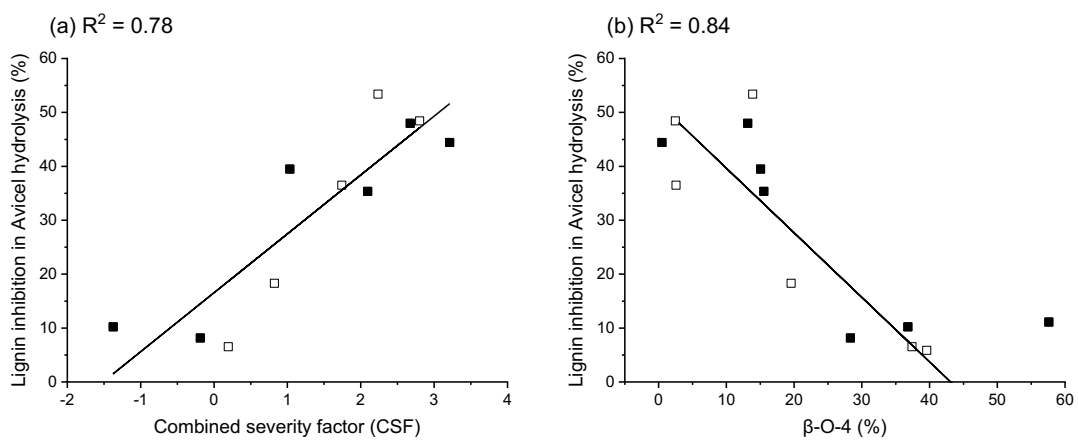 (a) R² = 0.78
Lignin inhibition in Avicel hydrolysis (%)
60
50
40
30
20
10
0
-2 -1 0 1 2 3 4
Combined severity factor (CSF)
(b) R² = 0.84
Lignin inhibition in Avicel hydrolysis (%)
60
50
40
30
20
10
0
0 10 20 30 40 50 60
β-O-4 (%)